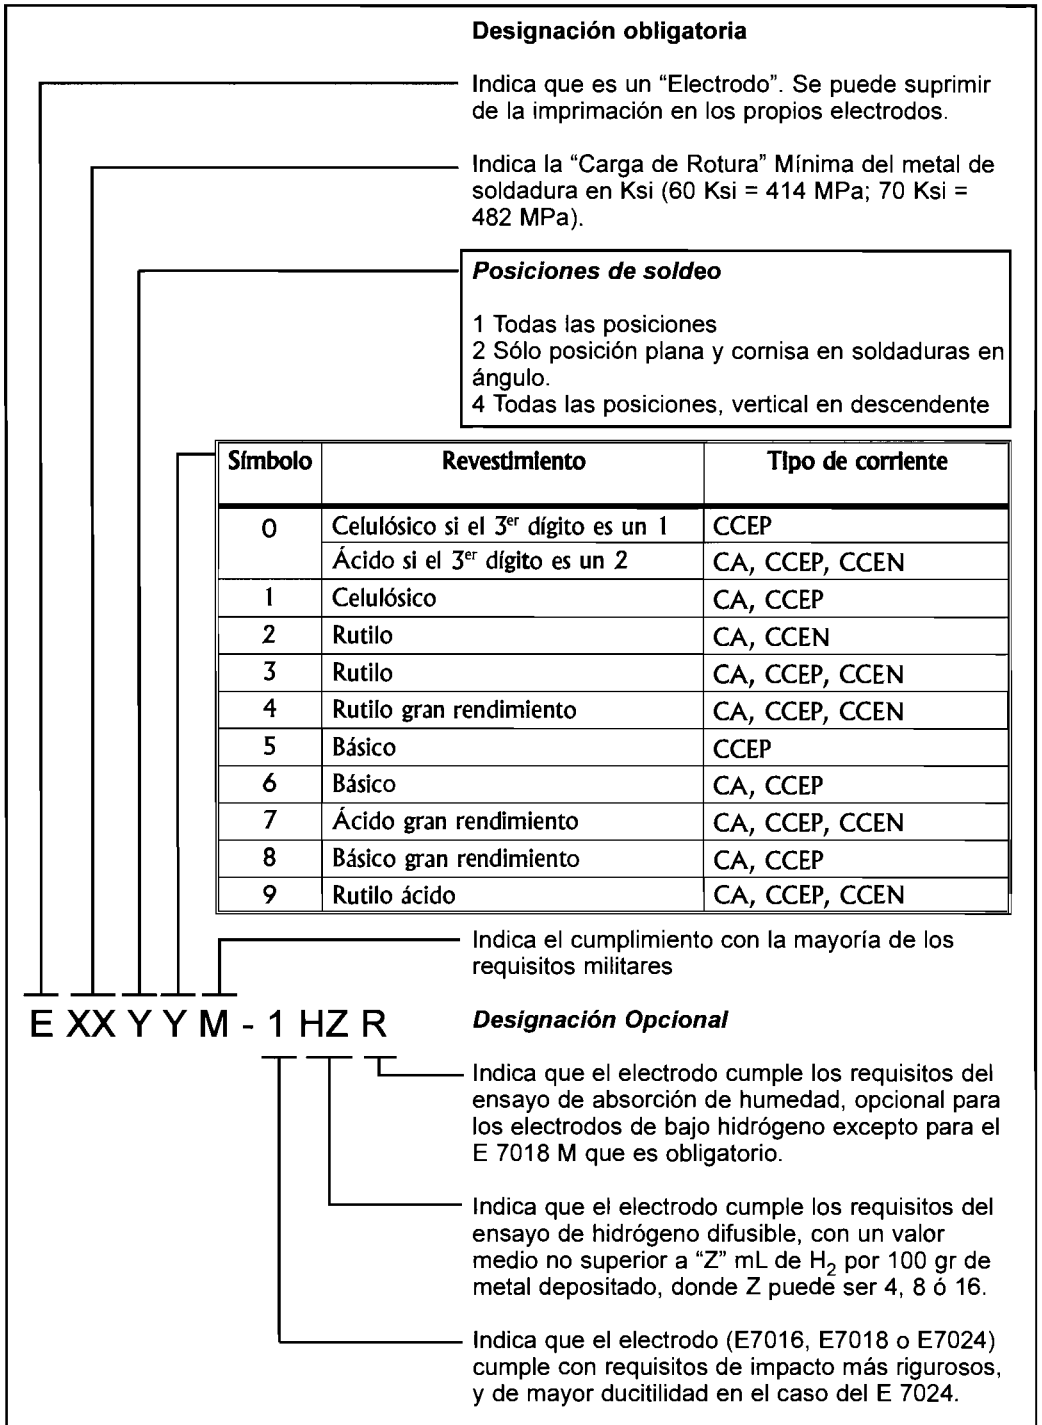 Designación obligatoria
Indica que es un “Electrodo”. Se puede suprimir
de la imprimación en los propios electrodos.
Indica la “Carga de Rotura” Mínima del metal de
soldadura en Ksi (60 Ksi = 414 MPa; 70 Ksi =
482 MPa).
Posiciones de soldeo
1 Todas las posiciones
2 Sólo posición plana y cornisa en soldaduras en
ángulo.
4 Todas las posiciones, vertical en descendente
Símbolo Revestimiento Tipo de corriente
0 Celulósico si el 3er dígito es un 1 CCEP
Ácido si el 3er dígito es un 2 CA, CCEP, CCEN
1 Celulósico CA, CCEP
2 Rutilo CA, CCEN
3 Rutilo CA, CCEP, CCEN
4 Rutilo gran rendimiento CA, CCEP, CCEN
5 Básico CCEP
6 Básico CA, CCEP
7 Ácido gran rendimiento CA, CCEP, CCEN
8 Básico gran rendimiento CA, CCEP
9 Rutilo ácido CA, CCEP, CCEN
Indica el cumplimiento con la mayoría de los
requisitos militares
E XX Y Y M - 1 HZ R
Designación Opcional
Indica que el electrodo cumple los requisitos del
ensayo de absorción de humedad, opcional para
los electrodos de bajo hidrógeno excepto para el
E 7018 M que es obligatorio.
Indica que el electrodo cumple los requisitos del
ensayo de hidrógeno difusible, con un valor
medio no superior a “Z” mL de H2 por 100 gr de
metal depositado, donde Z puede ser 4, 8 ó 16.
Indica que el electrodo (E7016, E7018 o E7024)
cumple con requisitos de impacto más rigurosos,
y de mayor ducitilidad en el caso del E 7024.